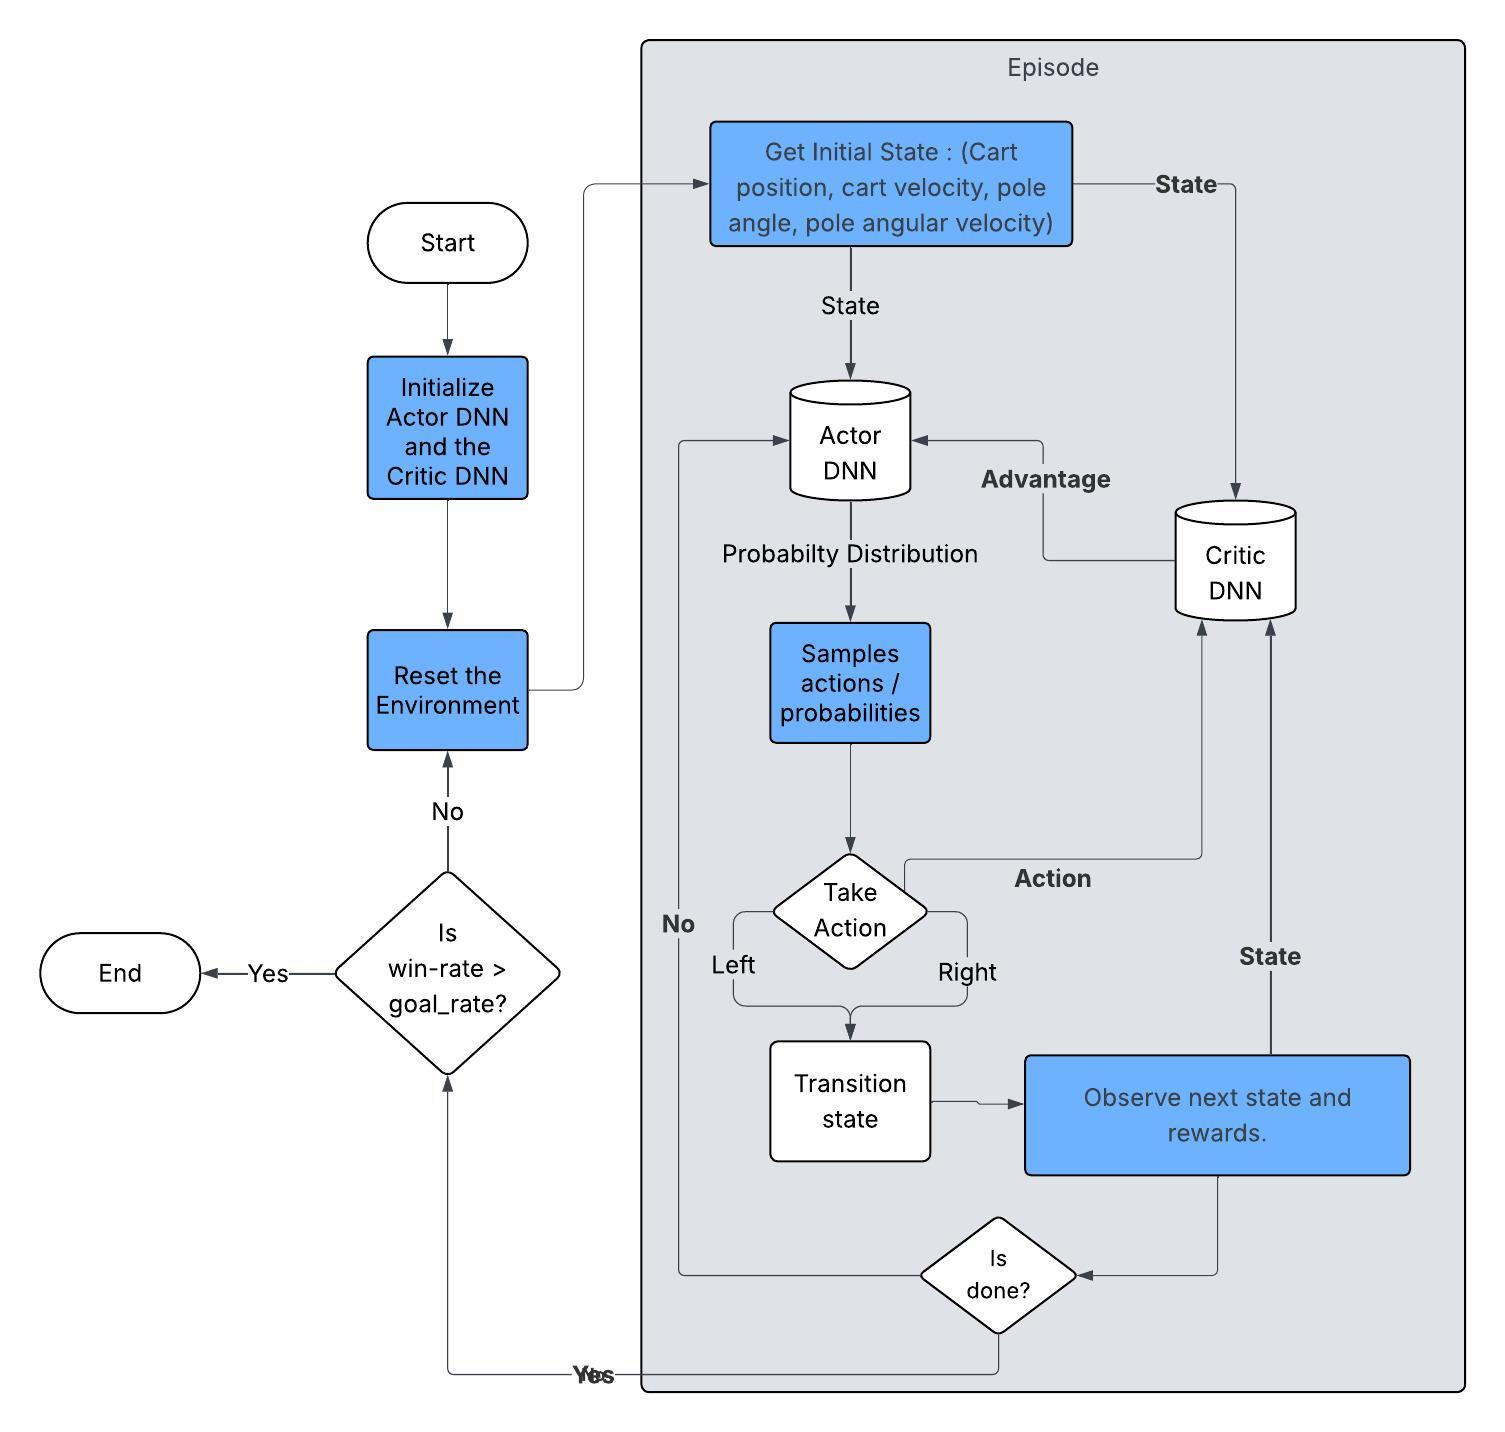 Episode
Get Initial State : (Cart
position, cart velocity, pole
angle, pole angular velocity)
State
Start
State
Initialize
Actor DNN
and the
Critic DNN
Actor
DNN
Advantage
Probabilty Distribution
Critic
DNN
Samples
actions /
probabilities
Reset the
Environment
No
Take
Action
Action
No
Left
Right
Is
win-rate >
goal_rate?
Yes
End
State
Transition
state
Observe next state and
rewards.
Is
done?
Yes